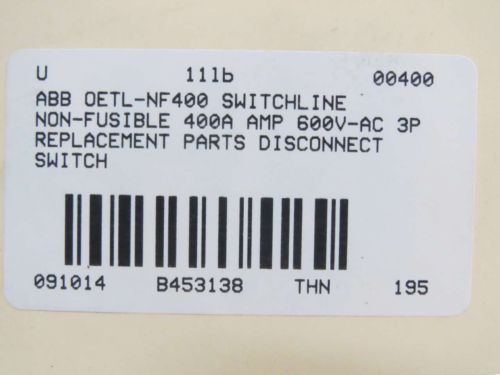 U 11lb 00400
ABB OETL-NF400 SWITCHLINE
NON-FUSIBLE 400A AMP 600V-AC 3P
REPLACEMENT PARTS DISCONNECT
SWITCH
091014 B453138 THN 195